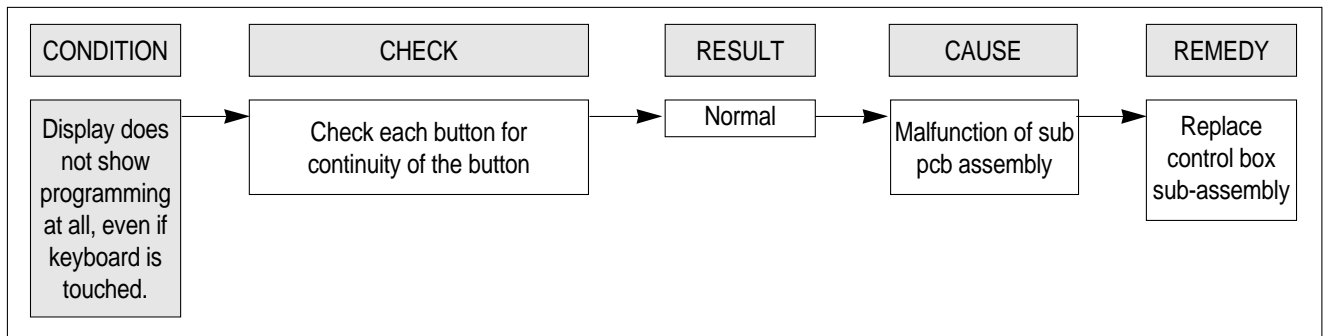 CONDITION
CHECK
RESULT
CAUSE
REMEDY
Display does
not show
programming
at all, even if
keyboard is
touched.
Check each button for
continuity of the button
Normal
Malfunction of sub
pcb assembly
Replace
control box
sub-assembly